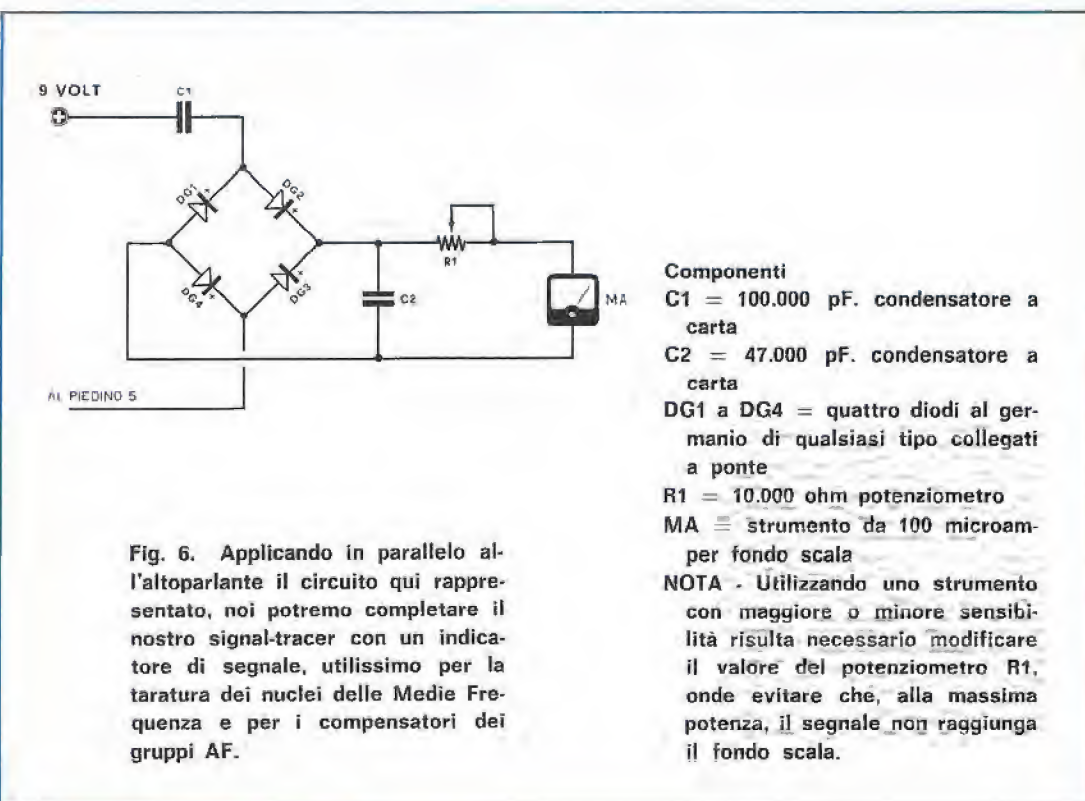 9 VOLT
C1
DG1
DG2
DG4
DG3
R1
C2
MA
AL PIEDINO 5
Componenti
C1 = 100.000 pF. condensatore a
carta
C2 = 47.000 pF. condensatore a
carta
DG1 a DG4 = quattro diodi al ger-
manio di qualsiasi tipo collegati
a ponte
R1 = 10.000 ohm potenziometro
MA = strumento da 100 microam-
per fondo scala
NOTA - Utilizzando uno strumento
con maggiore o minore sensibi-
lità risulta necessario modificare
il valore del potenziometro R1,
onde evitare che, alla massima
potenza, il segnale non raggiunga
il fondo scala.
Fig. 6. Applicando in parallelo al-
l'altoparlante il circuito qui rappre-
sentato, noi potremo completare il
nostro signal-tracer con un indica-
tore di segnale, utilissimo per la
taratura dei nuclei delle Medie Fre-
quenza e per i compensatori dei
gruppi AF.